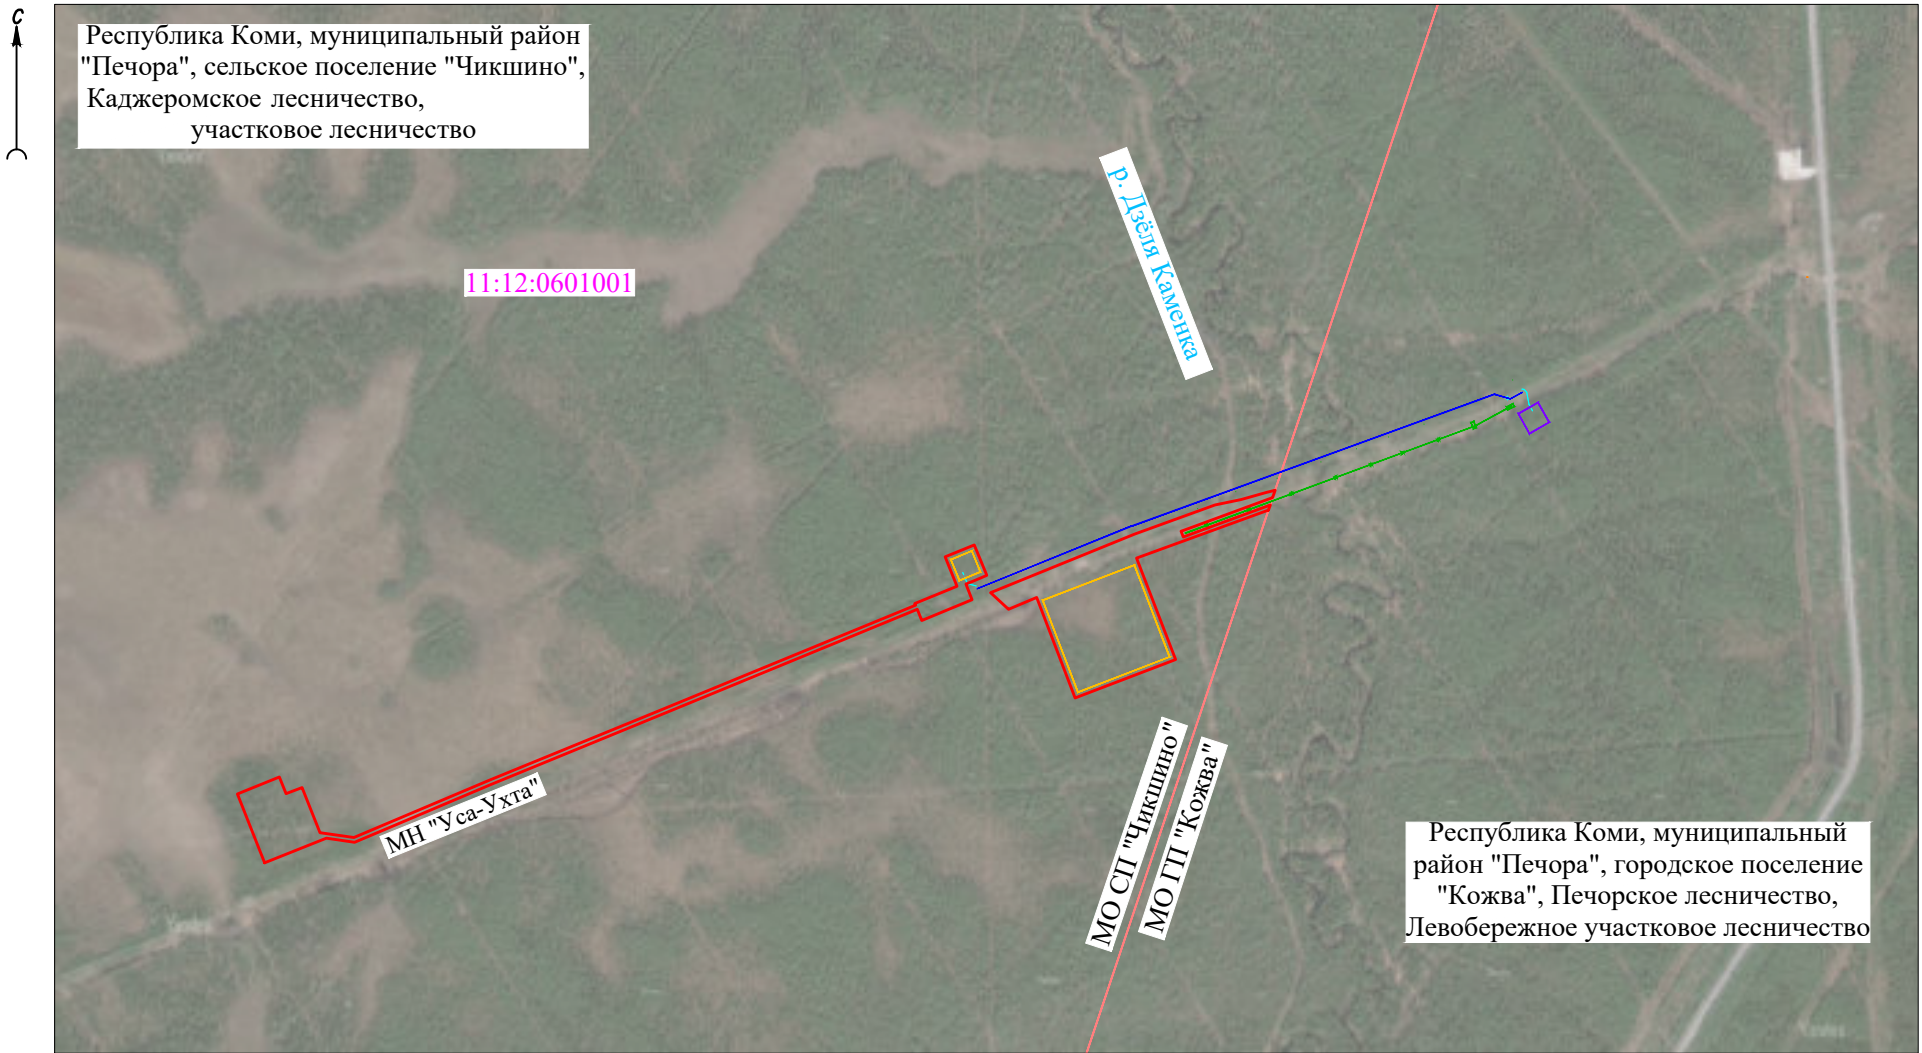 С
Республика Коми, муниципальный район
"Печора", сельское поселение "Чикшино",
Каджеромское лесничество,
участковое лесничество
11:12:0601001
р. Дзёля Каменка
МН "Уса-Ухта"
МО СП "Чикшино"
МО ГП "Кожва"
Республика Коми, муниципальный
район "Печора", городское поселение
"Кожва", Печорское лесничество,
Левобережное участковое лесничество